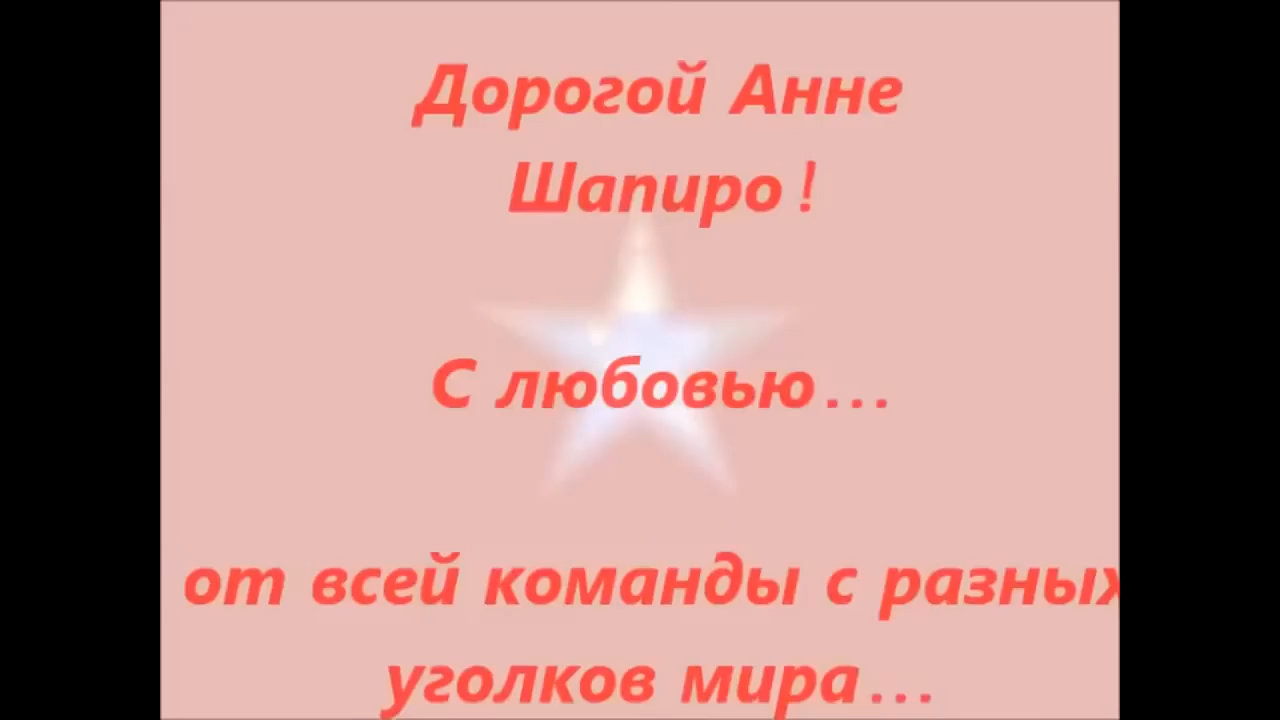 Дорогой Анне
Шапиро!
С любовью...
от всей команды с разных
уголков мира...